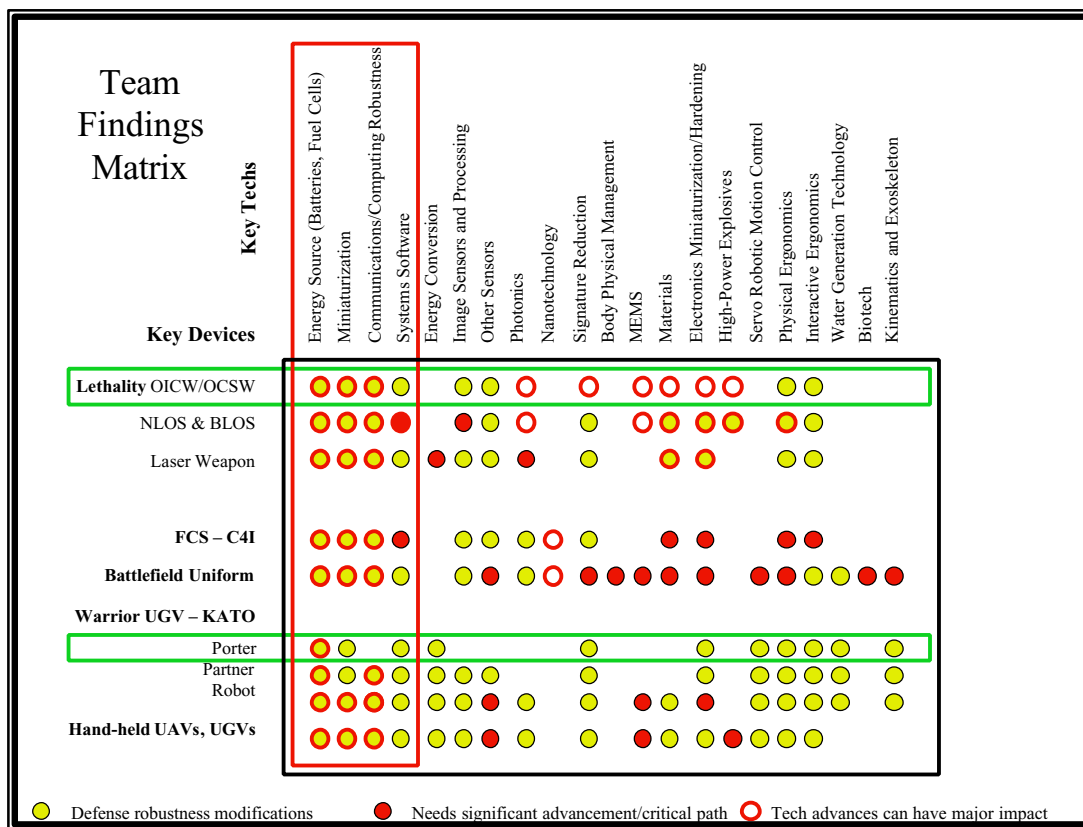 Team
Findings
Matrix
Key Techs
Energy Source (Batteries, Fuel Cells)
Miniaturization
Communications/Computing Robustness
Systems Software
Energy Conversion
Image Sensors and Processing
Other Sensors
Photonics
Nanotechnology
Signature Reduction
Body Physical Management
MEMS
Materials
Electronics Miniaturization/Hardening
High-Power Explosives
Servo Robotic Motion Control
Physical Ergonomics
Interactive Ergonomics
Water Generation Technology
Biotech
Kinematics and Exoskeleton
Key Devices
Lethality OICW/OCSW
NLOS & BLOS
Laser Weapon
FCS – C4I
Battlefield Uniform
Warrior UGV – KATO
Porter
Partner
Robot
Hand-held UAVs, UGVs
Defense robustness modifications
Needs significant advancement/critical path
Tech advances can have major impact